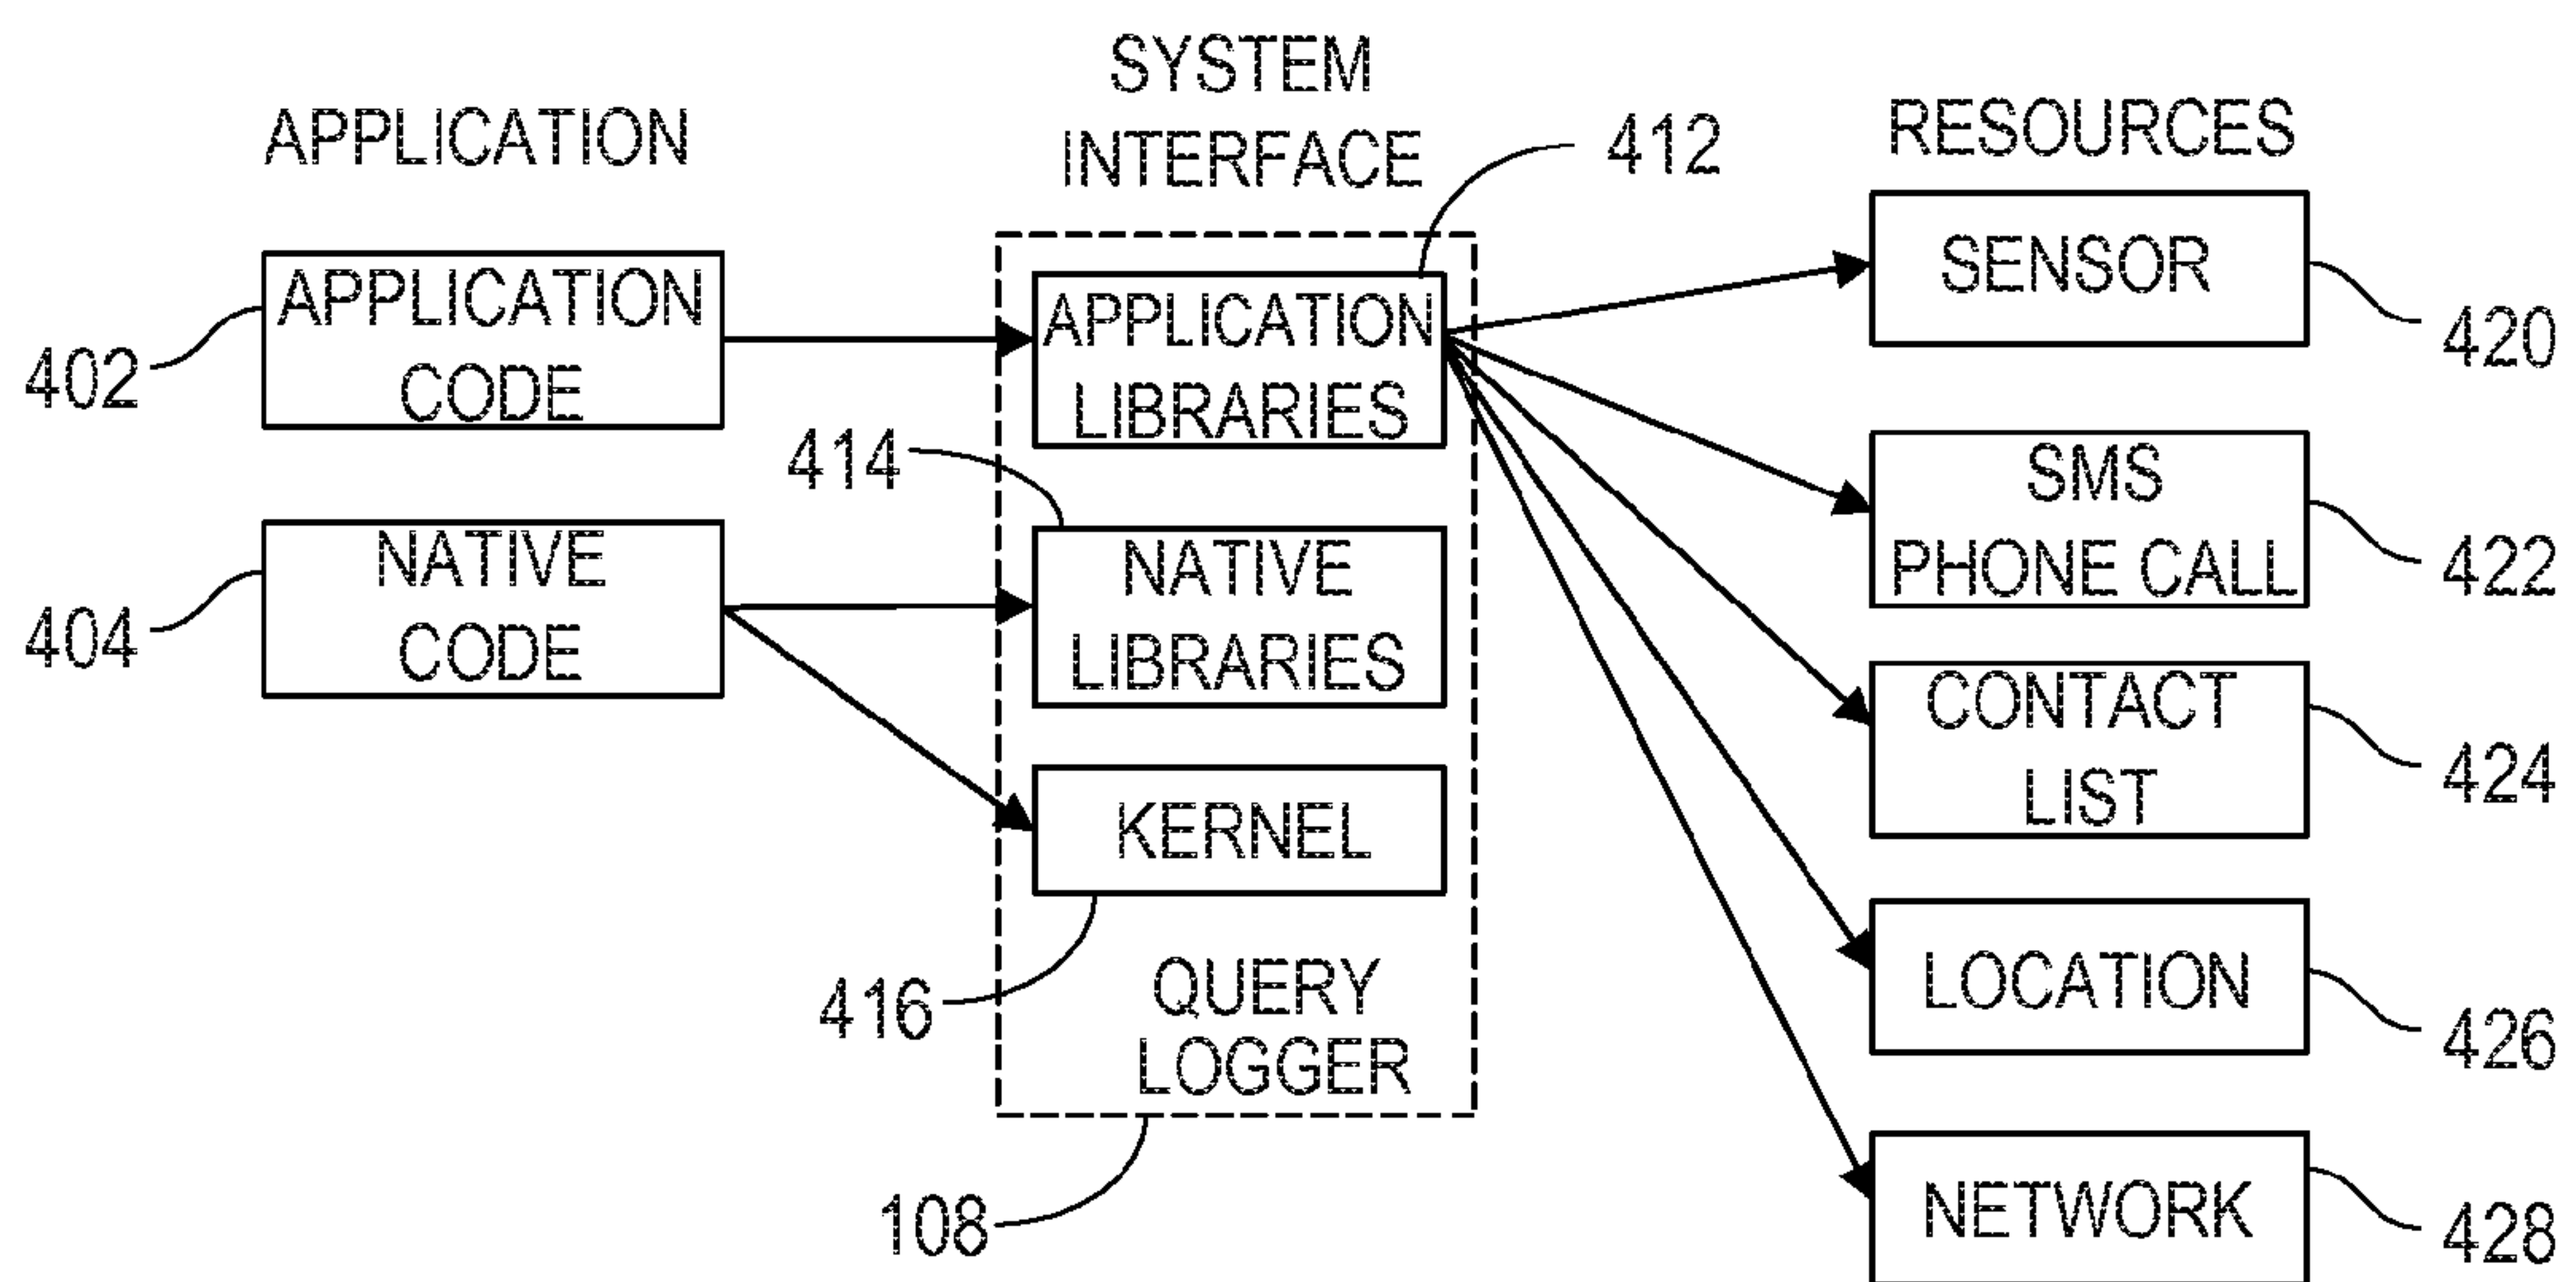 APPLICATION
402
APPLICATION
CODE
404
NATIVE
CODE
SYSTEM
INTERFACE
412
APPLICATION
LIBRARIES
414
NATIVE
LIBRARIES
KERNEL
416
QUERY
LOGGER
108
RESOURCES
SENSOR
420
SMS
PHONE CALL
422
CONTACT
LIST
424
LOCATION
426
NETWORK
428